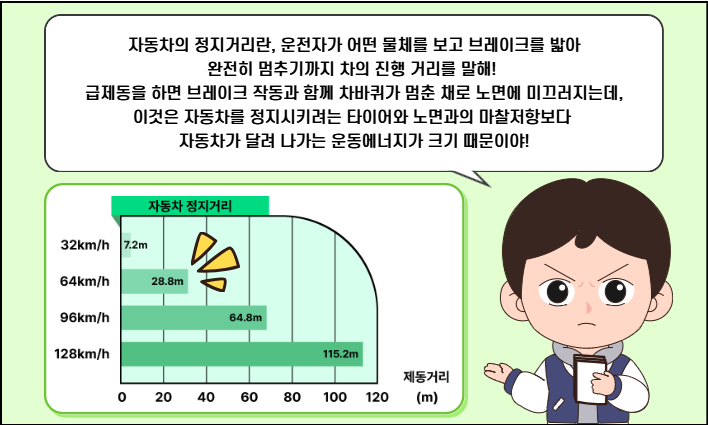 자동차의 정지거리란, 운전자가 어떤 물체를 보고 브레이크를 밟아
완전히 멈추기까지 차의 진행 거리를 말해!
급제동을 하면 브레이크 작동과 함께 차바퀴가 멈춘 채로 노면에 미끄러지는데,
이것은 자동차를 정지시키려는 타이어와 노면과의 마찰저항보다
자동차가 달려 나가는 운동에너지가 크기 때문이야!
자동차 정지거리
32km/h 7.2m
64km/h 28.8m
96km/h 64.8m
128km/h 115.2m
제동거리
0 20 40 60 80 100 120 (m)